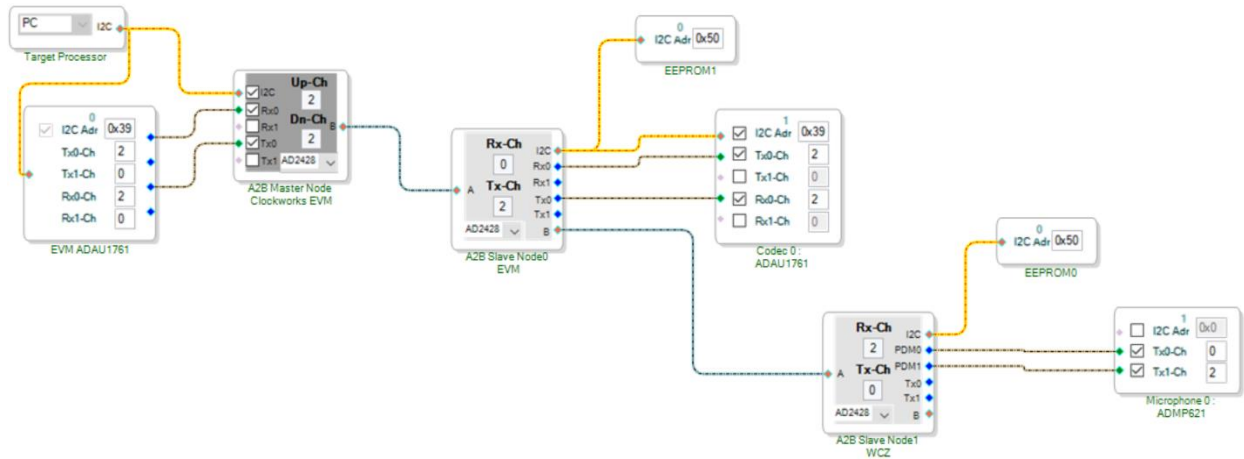 PC
I2C
Target Processor
0
I2C Adr 0x39
Tx0-Ch 2
Tx1-Ch 0
Rx0-Ch 2
Rx1-Ch 0
EVM ADAU1761
I2C
Rx0
Rx1
Tx0
Tx1
Up-Ch
2
Dn-Ch
2
AD2428
B
A2B Master Node
Clockworks EVM
A
Rx-Ch
0
Tx-Ch
2
AD2428
I2C
Rx0
Rx1
Tx0
Tx1
B
A2B Slave Node0
EVM
0
I2C Adr 0x50
EEPROM1
1
I2C Adr 0x39
Tx0-Ch 2
Tx1-Ch 0
Rx0-Ch 2
Rx1-Ch 0
Codec 0 :
ADAU1761
0
I2C Adr 0x50
EEPROM0
A
Rx-Ch
2
Tx-Ch
0
AD2428
I2C
PDM0
PDM1
Tx0
Tx1
B
A2B Slave Node1
WCZ
1
I2C Adr 0x0
Tx0-Ch 0
Tx1-Ch 2
Microphone 0 :
ADMP621